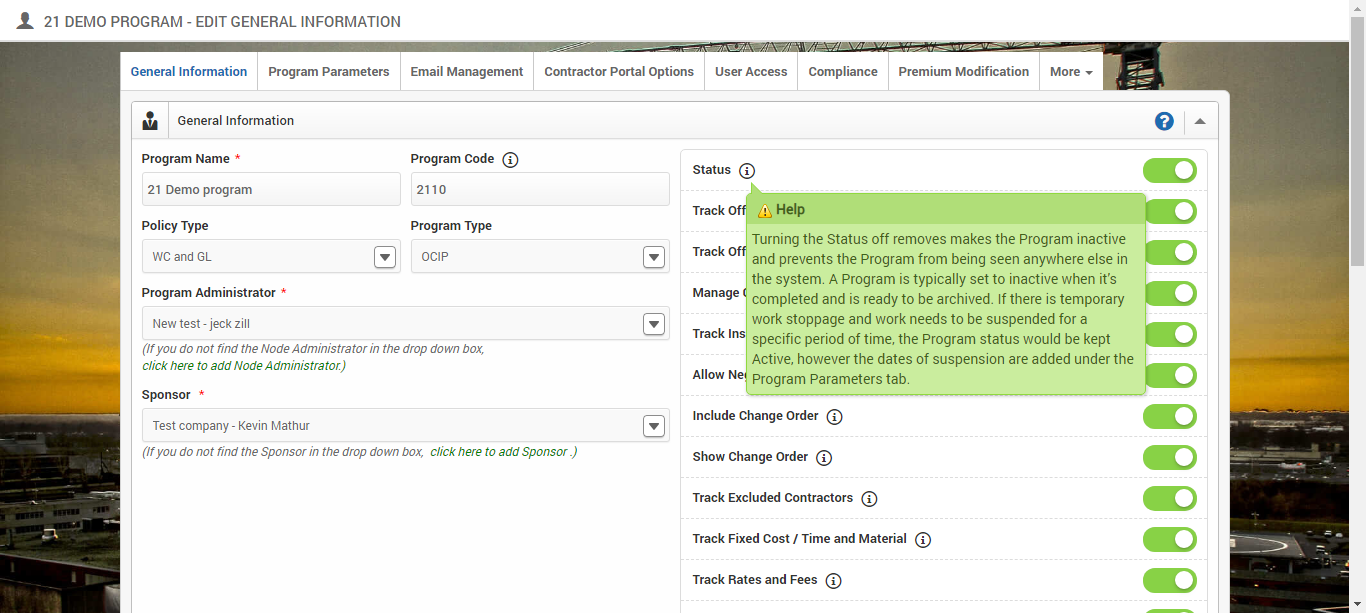 21 DEMO PROGRAM - EDIT GENERAL INFORMATION
General Information
Program Parameters
Email Management
Contractor Portal Options
User Access
Compliance
Premium Modification
More
General Information
Program Name *
Program Code
21 Demo program
2110
Policy Type
Program Type
WC and GL
OCIP
Program Administrator *
New test - jeck zill
(If you do not find the Node Administrator in the drop down box,
click here to add Node Administrator.)
Sponsor *
Test company - Kevin Mathur
(If you do not find the Sponsor in the drop down box, click here to add Sponsor .)
Status
Track Off
Track Off
Manage
Track Ins
Allow Neg
Help
Turning the Status off removes makes the Program inactive
and prevents the Program from being seen anywhere else in
the system. A Program is typically set to inactive when it's
completed and is ready to be archived. If there is temporary
work stoppage and work needs to be suspended for a
specific period of time, the Program status would be kept
Active, however the dates of suspension are added under the
Program Parameters tab.
Include Change Order
Show Change Order
Track Excluded Contractors
Track Fixed Cost / Time and Material
Track Rates and Fees